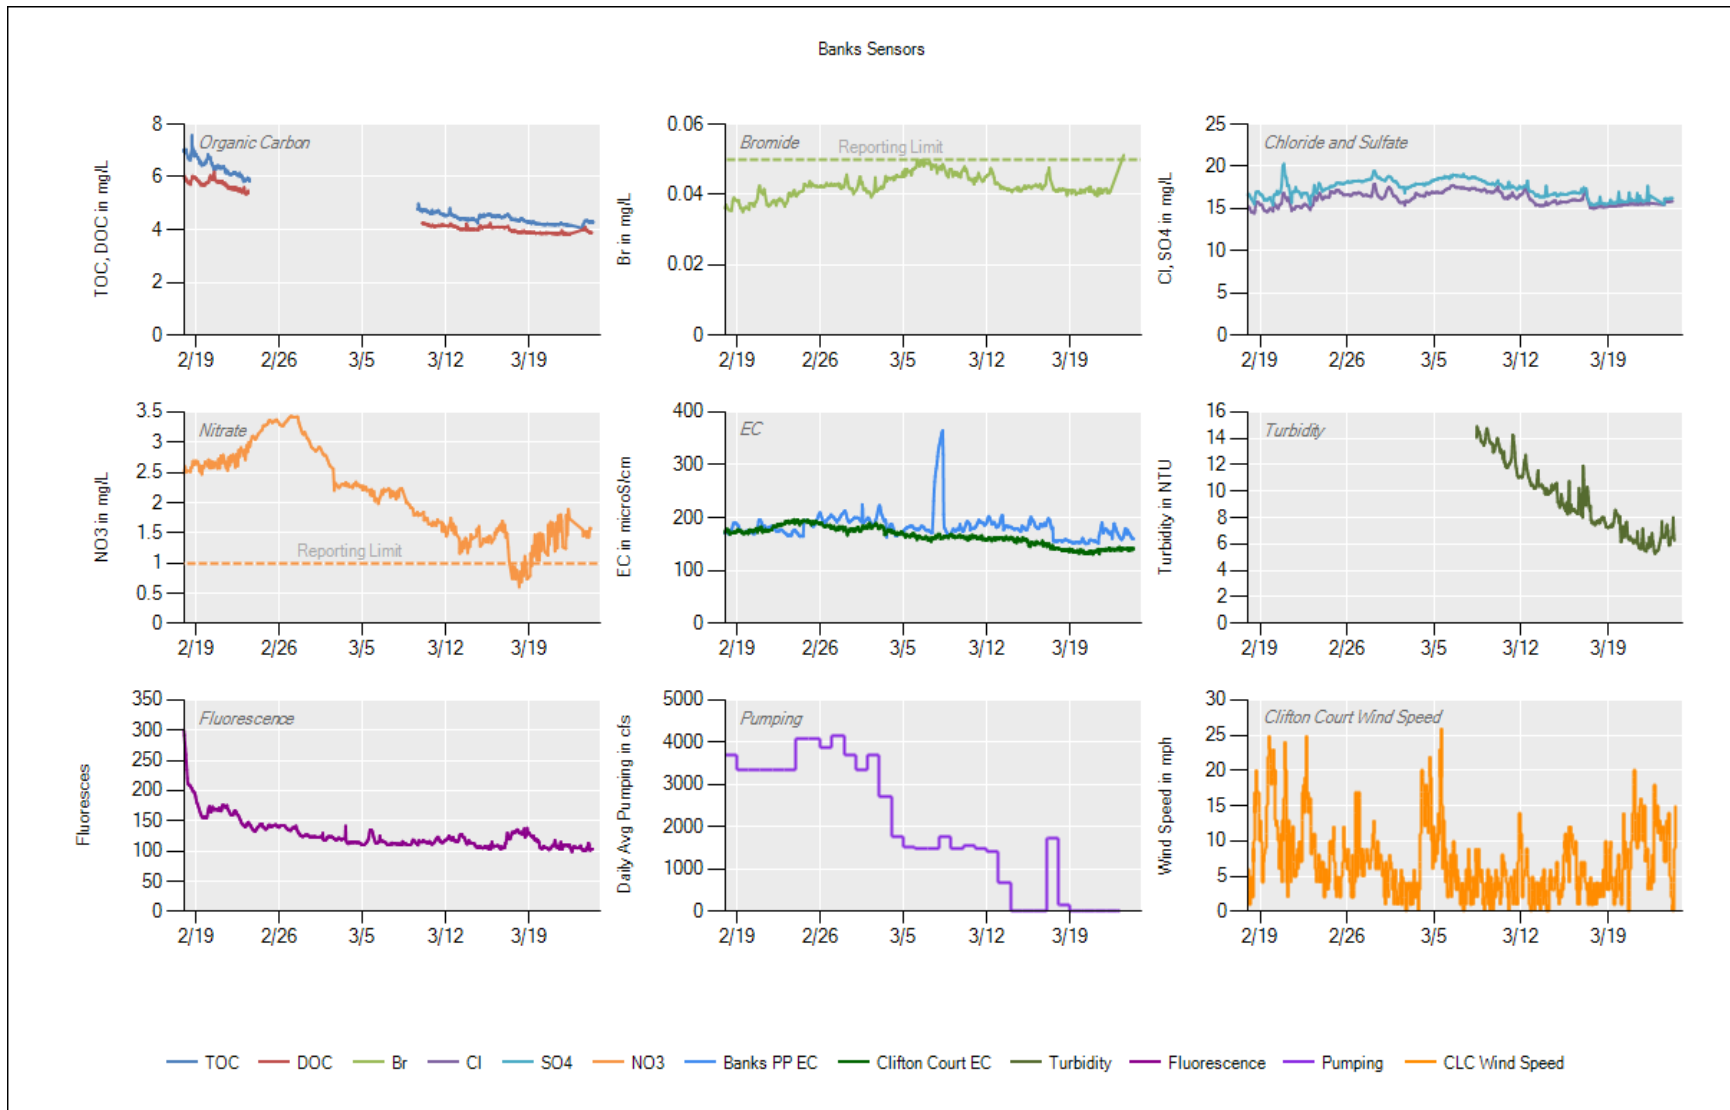 Banks Sensors
Organic Carbon
TOC, DOC in mg/L
8
6
4
2
0
2/19 2/26 3/5 3/12 3/19
Bromide
Reporting Limit
Br in mg/L
0.06
0.04
0.02
0
2/19 2/26 3/5 3/12 3/19
Chloride and Sulfate
Cl, SO4 in mg/L
25
20
15
10
5
0
2/19 2/26 3/5 3/12 3/19
Nitrate
Reporting Limit
NO3 in mg/L
3.5
3
2.5
2
1.5
1
0.5
0
2/19 2/26 3/5 3/12 3/19
EC
EC in microS/cm
400
300
200
100
0
2/19 2/26 3/5 3/12 3/19
Turbidity
Turbidity in NTU
16
14
12
10
8
6
4
2
0
2/19 2/26 3/5 3/12 3/19
Fluorescence
Fluoresces
350
300
250
200
150
100
50
0
2/19 2/26 3/5 3/12 3/19
Pumping
Daily Avg Pumping in cfs
5000
4000
3000
2000
1000
0
2/19 2/26 3/5 3/12 3/19
Clifton Court Wind Speed
Wind Speed in mph
30
25
20
15
10
5
0
2/19 2/26 3/5 3/12 3/19
TOC DOC Br Cl SO4 NO3 Banks PP EC Clifton Court EC Turbidity Fluorescence Pumping CLC Wind Speed